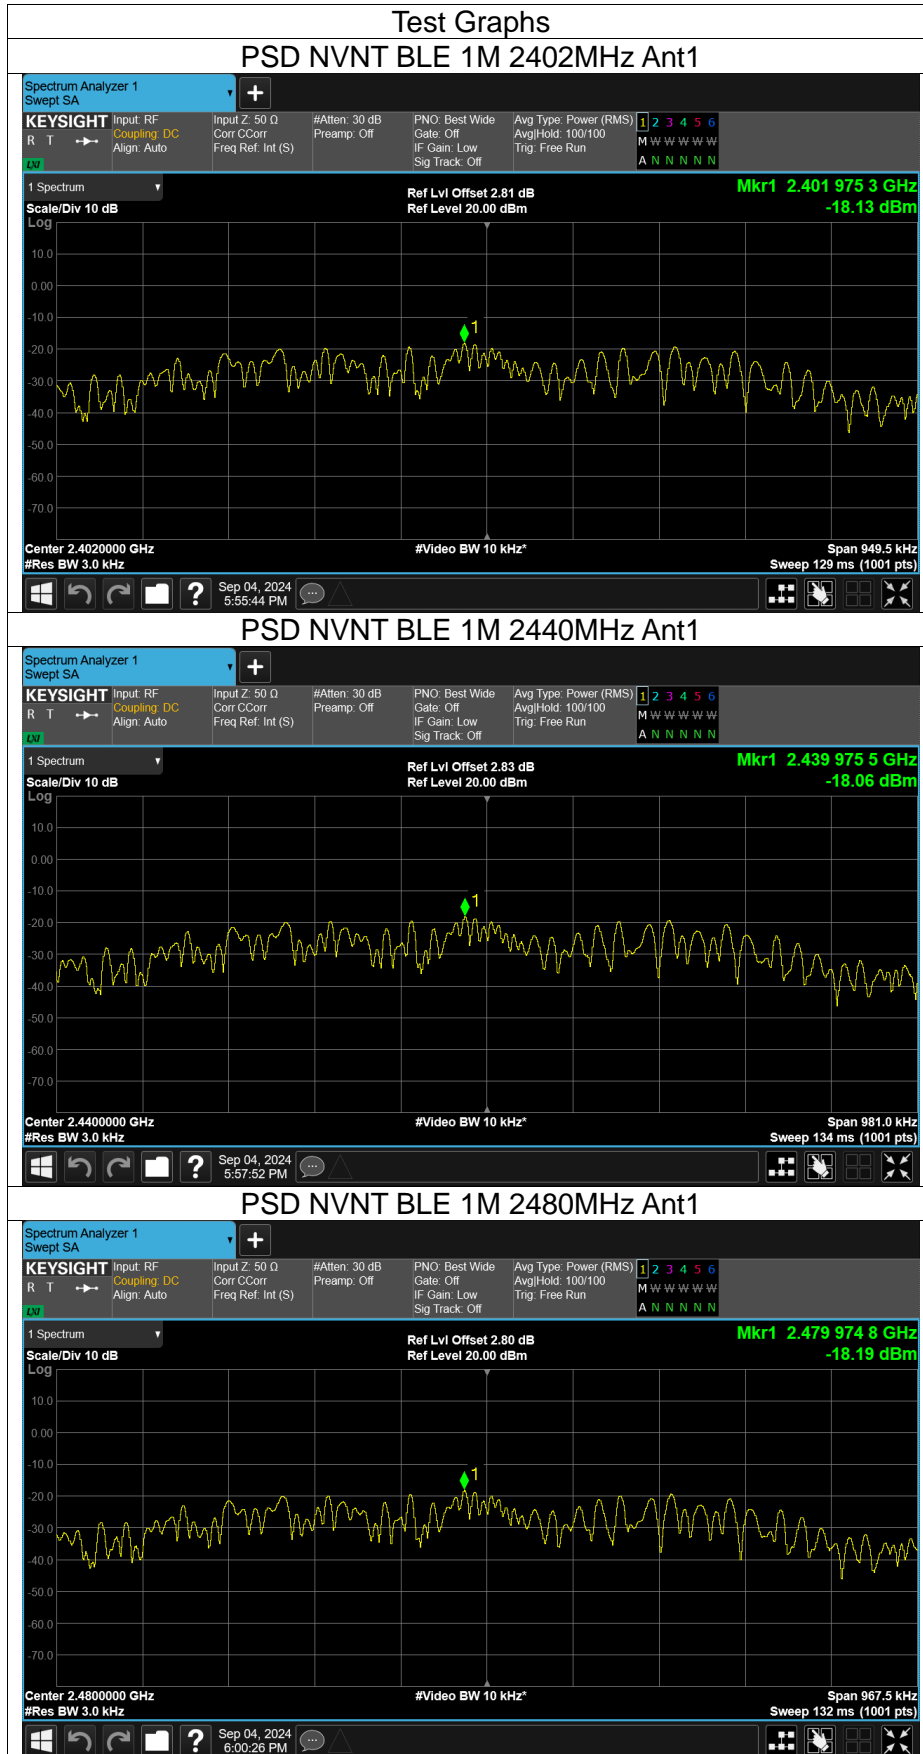 Test Graphs
PSD NVNT BLE 1M 2402MHz Ant1
Spectrum Analyzer 1
Swept SA
KEYSIGHT Input: RF Input Z: 50 Ω #Atten: 30 dB PNO: Best Wide Avg Type: Power (RMS) 1 2 3 4 5 6
R T Coupling: DC Corr CCorr Preamp: Off Gate: Off Avg|Hold: 100/100 M W W W W W
Align: Auto Freq Ref: Int (S) IF Gain: Low Trig: Free Run
LXI Sig Track: Off A N N N N N
1 Spectrum Ref Lvl Offset 2.81 dB Mkr1 2.401 975 3 GHz
Scale/Div 10 dB Ref Level 20.00 dBm -18.13 dBm
Log
10.0
0.00
-10.0
1
-20.0
-30.0
-40.0
-50.0
-60.0
-70.0
Center 2.4020000 GHz #Video BW 10 kHz* Span 949.5 kHz
#Res BW 3.0 kHz Sweep 129 ms (1001 pts)
? Sep 04, 2024
5:55:44 PM
PSD NVNT BLE 1M 2440MHz Ant1
Spectrum Analyzer 1
Swept SA
KEYSIGHT Input: RF Input Z: 50 Ω #Atten: 30 dB PNO: Best Wide Avg Type: Power (RMS) 1 2 3 4 5 6
R T Coupling: DC Corr CCorr Preamp: Off Gate: Off Avg|Hold: 100/100 M W W W W W
Align: Auto Freq Ref: Int (S) IF Gain: Low Trig: Free Run
LXI Sig Track: Off A N N N N N
1 Spectrum Ref Lvl Offset 2.83 dB Mkr1 2.439 975 5 GHz
Scale/Div 10 dB Ref Level 20.00 dBm -18.06 dBm
Log
10.0
0.00
-10.0
1
-20.0
-30.0
-40.0
-50.0
-60.0
-70.0
Center 2.4400000 GHz #Video BW 10 kHz* Span 981.0 kHz
#Res BW 3.0 kHz Sweep 134 ms (1001 pts)
? Sep 04, 2024
5:57:52 PM
PSD NVNT BLE 1M 2480MHz Ant1
Spectrum Analyzer 1
Swept SA
KEYSIGHT Input: RF Input Z: 50 Ω #Atten: 30 dB PNO: Best Wide Avg Type: Power (RMS) 1 2 3 4 5 6
R T Coupling: DC Corr CCorr Preamp: Off Gate: Off Avg|Hold: 100/100 M W W W W W
Align: Auto Freq Ref: Int (S) IF Gain: Low Trig: Free Run
LXI Sig Track: Off A N N N N N
1 Spectrum Ref Lvl Offset 2.80 dB Mkr1 2.479 974 8 GHz
Scale/Div 10 dB Ref Level 20.00 dBm -18.19 dBm
Log
10.0
0.00
-10.0
1
-20.0
-30.0
-40.0
-50.0
-60.0
-70.0
Center 2.4800000 GHz #Video BW 10 kHz* Span 967.5 kHz
#Res BW 3.0 kHz Sweep 132 ms (1001 pts)
? Sep 04, 2024
6:00:26 PM